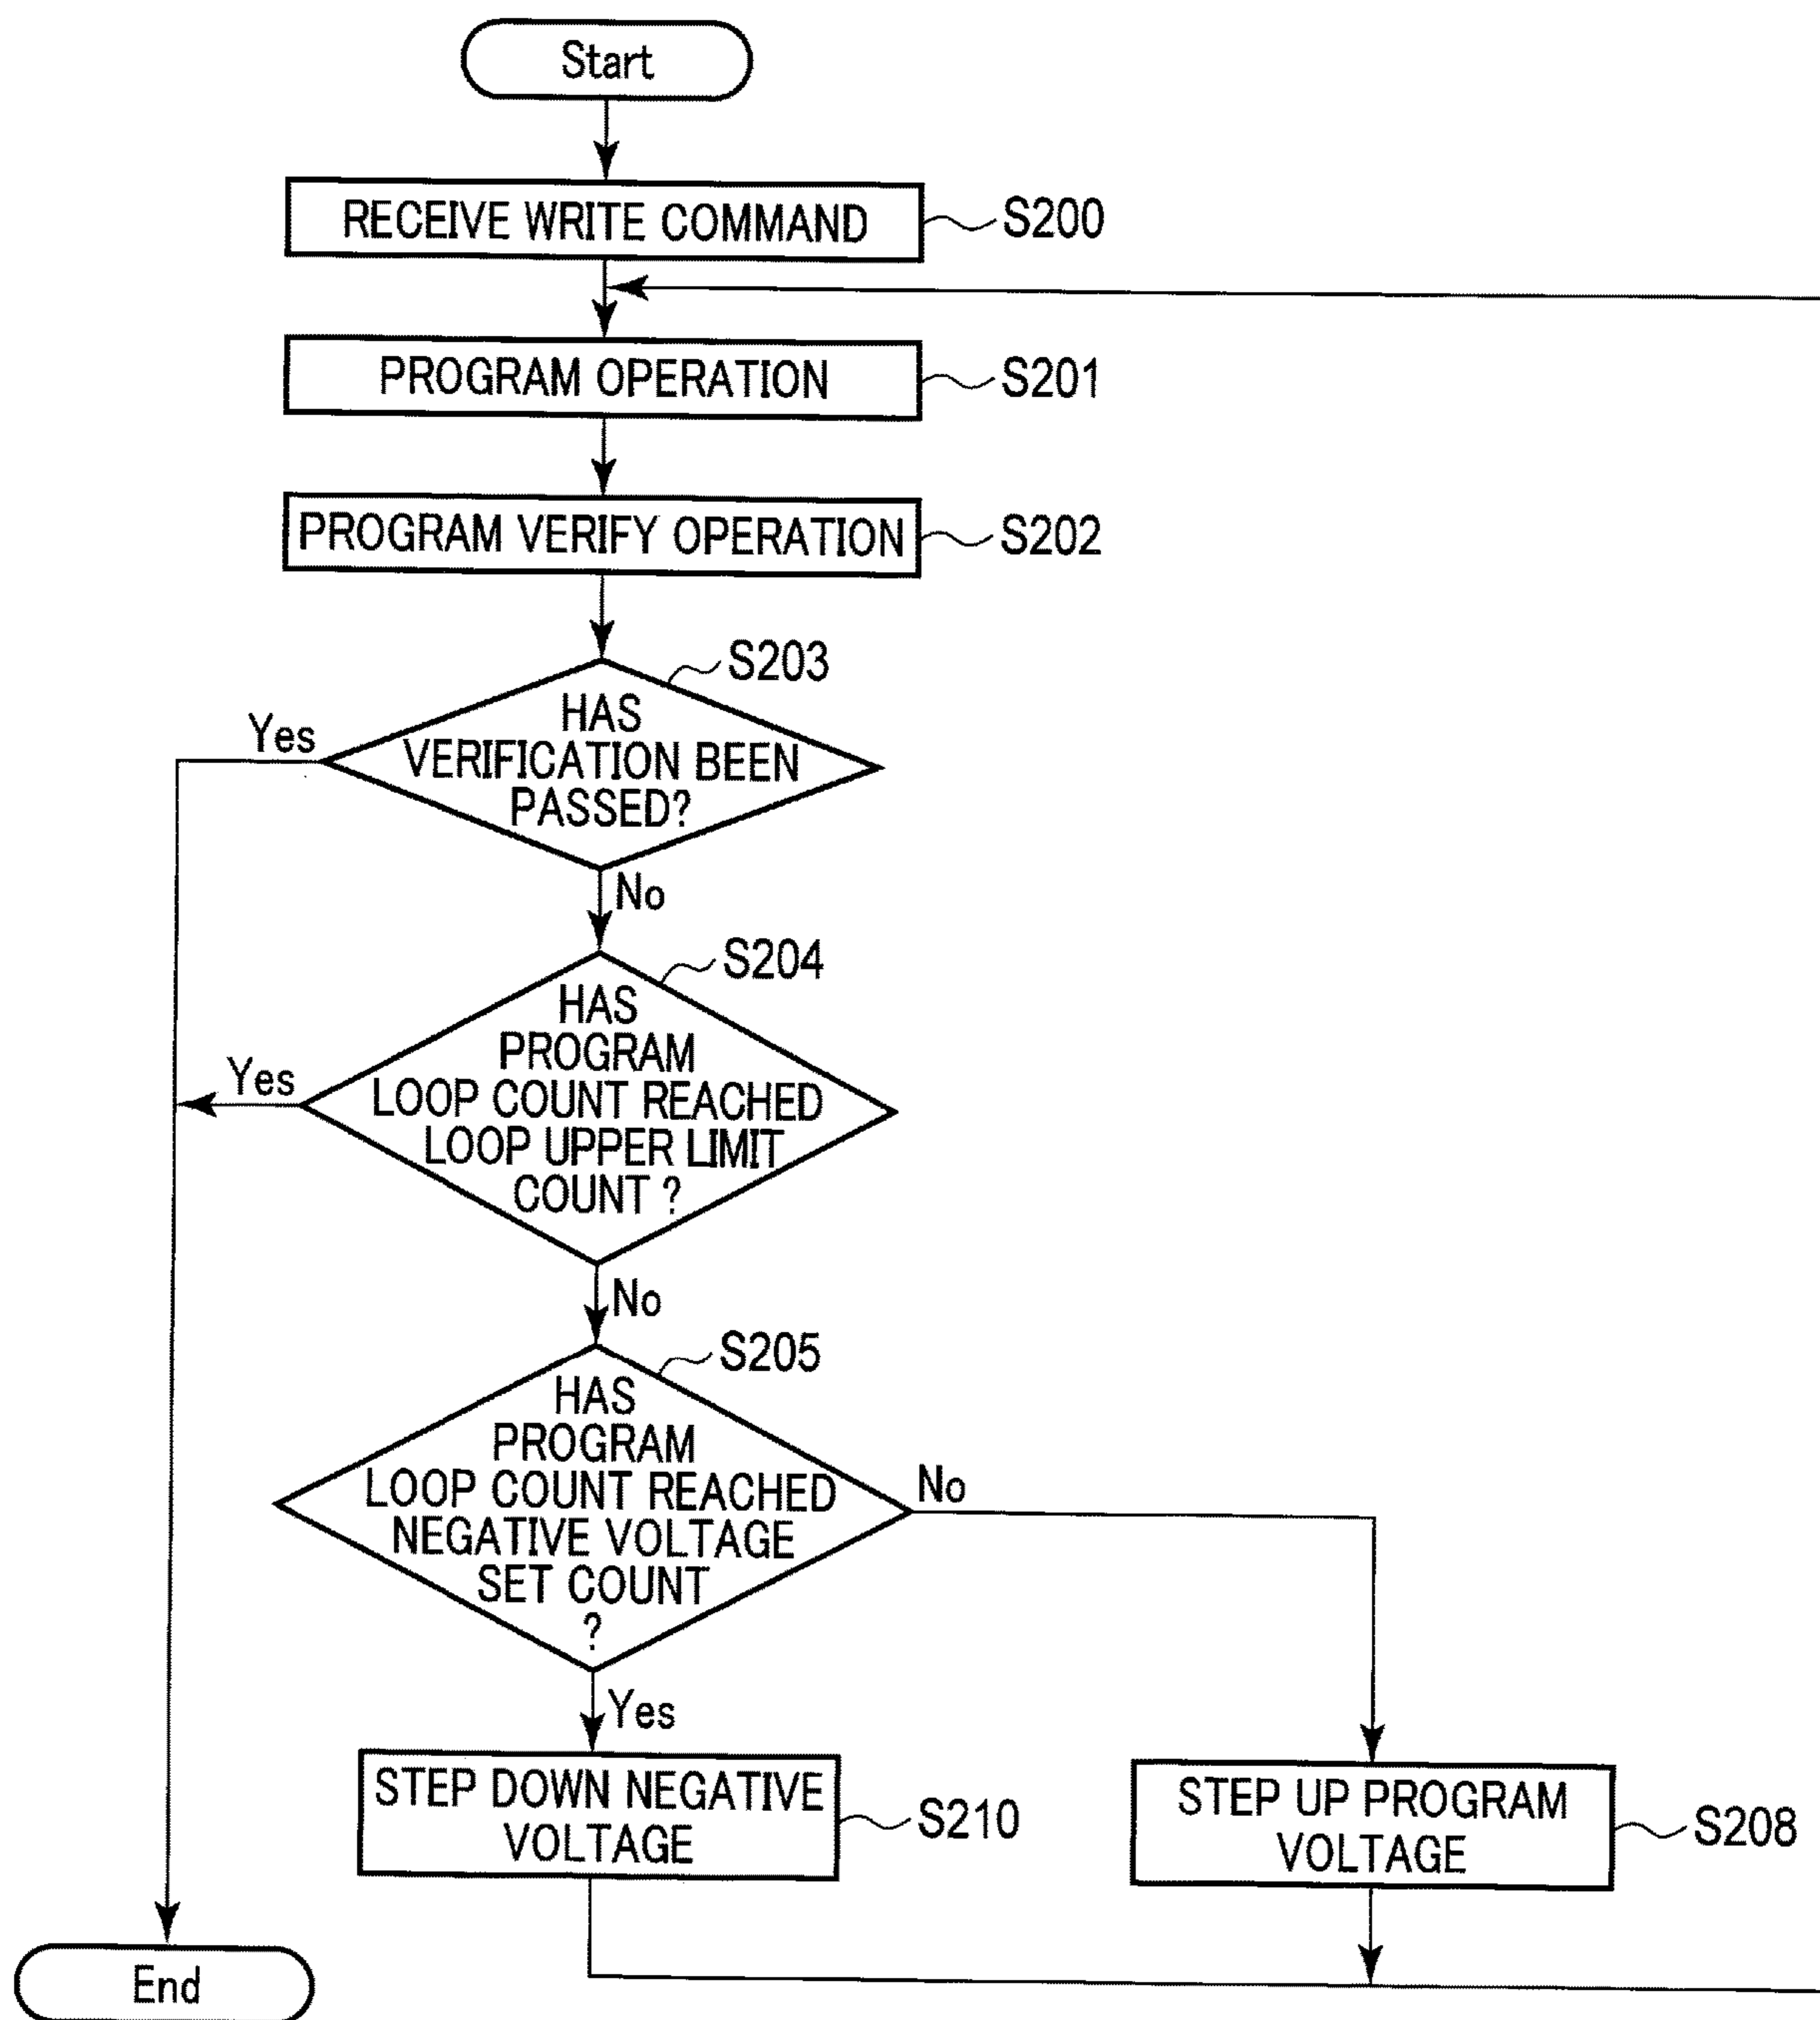 Start
RECEIVE WRITE COMMAND
S200
PROGRAM OPERATION
S201
PROGRAM VERIFY OPERATION
S202
S203
HAS
VERIFICATION BEEN
PASSED?
Yes
No
S204
HAS
PROGRAM
LOOP COUNT REACHED
LOOP UPPER LIMIT
COUNT ?
Yes
No
S205
HAS
PROGRAM
LOOP COUNT REACHED
NEGATIVE VOLTAGE
SET COUNT
?
No
Yes
STEP DOWN NEGATIVE
VOLTAGE
S210
STEP UP PROGRAM
VOLTAGE
S208
End